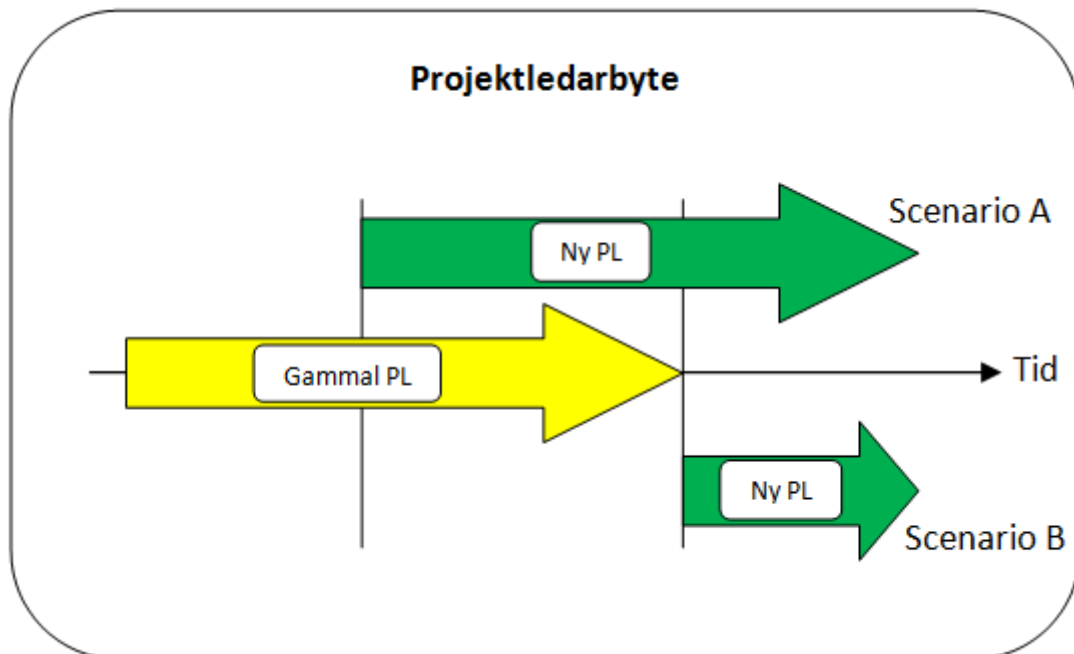 Projektledarbyte
Scenario A
Ny PL
Gammal PL
Tid
Ny PL
Scenario B